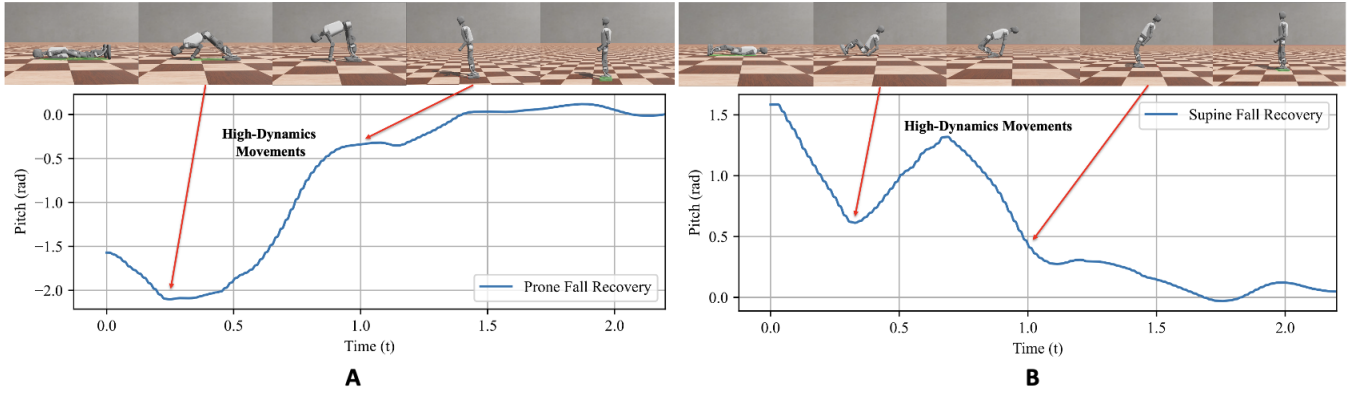 0.0
−0.5
−1.0
−1.5
−2.0
Pitch (rad)
High-Dynamics
Movements
Prone Fall Recovery
0.0
0.5
1.0
1.5
2.0
Time (t)
A
1.5
1.0
0.5
0.0
Pitch (rad)
High-Dynamics Movements
Supine Fall Recovery
0.0
0.5
1.0
1.5
2.0
Time (t)
B